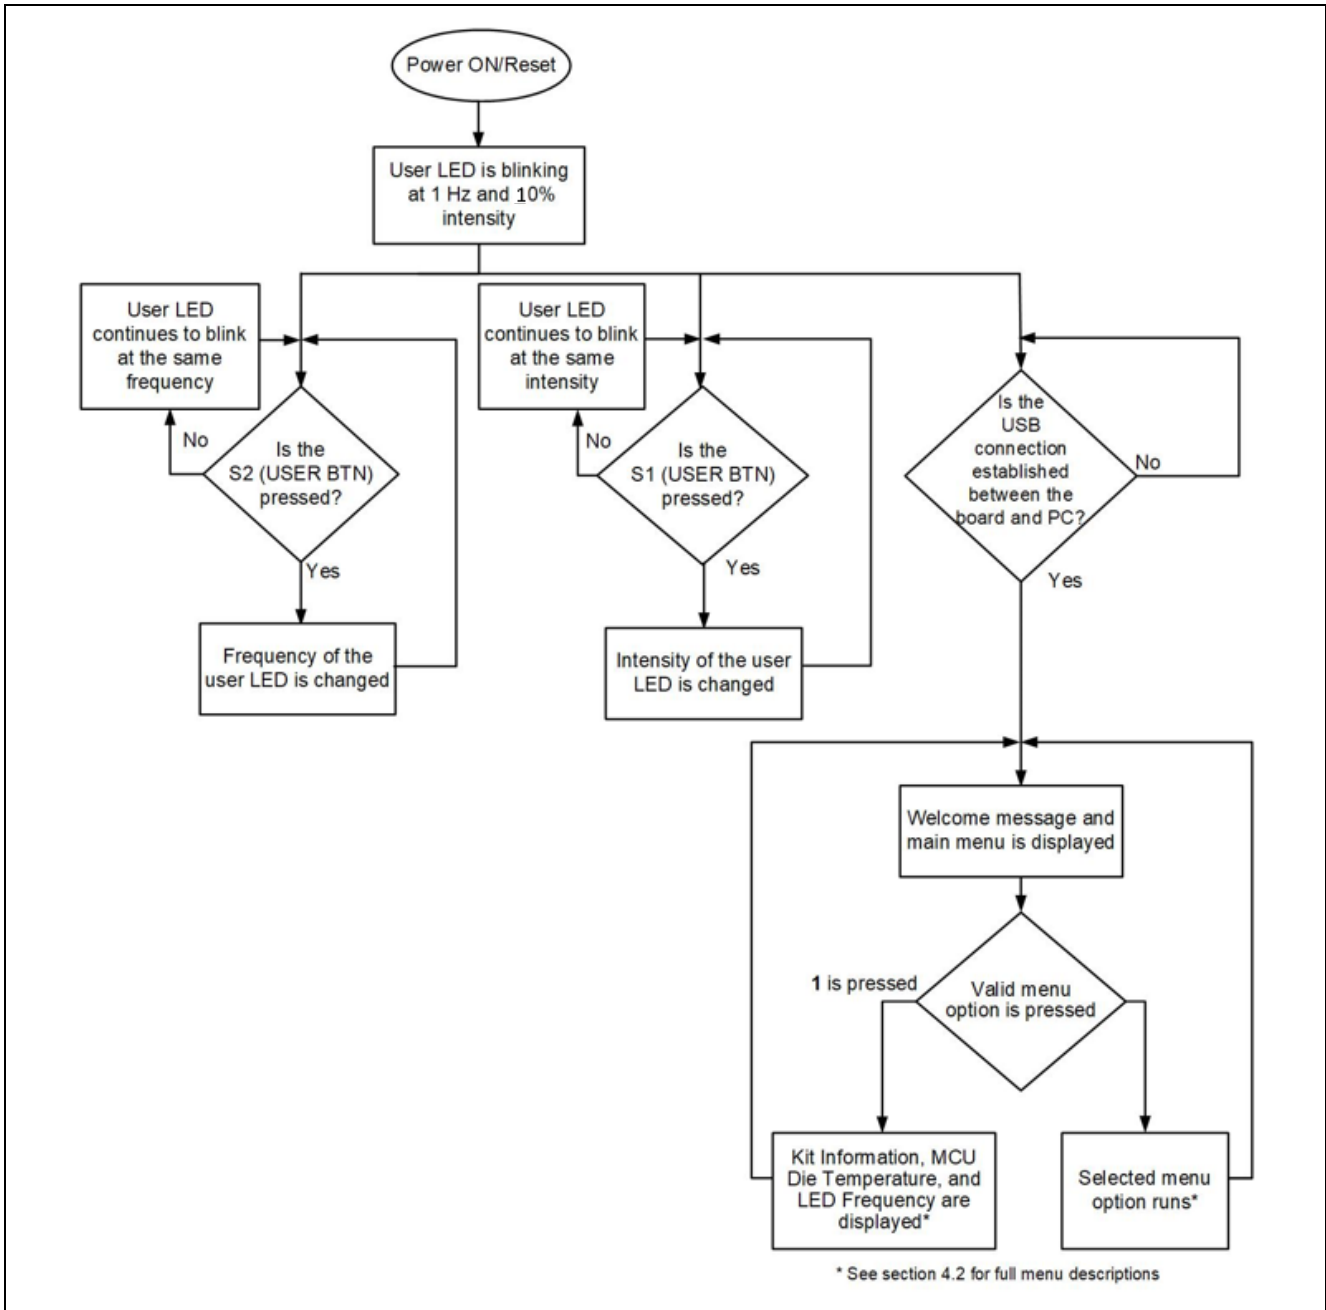 Power ON/Reset
User LED is blinking
at 1 Hz and 10%
intensity
User LED
continues to blink
at the same
frequency
User LED
continues to blink
at the same
intensity
No
Is the
S2 (USER BTN)
pressed?
Yes
Frequency of the
user LED is changed
No
Is the
S1 (USER BTN)
pressed?
Yes
Intensity of the user
LED is changed
Is the
USB
connection
established
between the
board and PC?
No
Yes
Welcome message and
main menu is displayed
1 is pressed
Valid menu
option is pressed
Kit Information, MCU
Die Temperature, and
LED Frequency are
displayed*
Selected menu
option runs*
* See section 4.2 for full menu descriptions